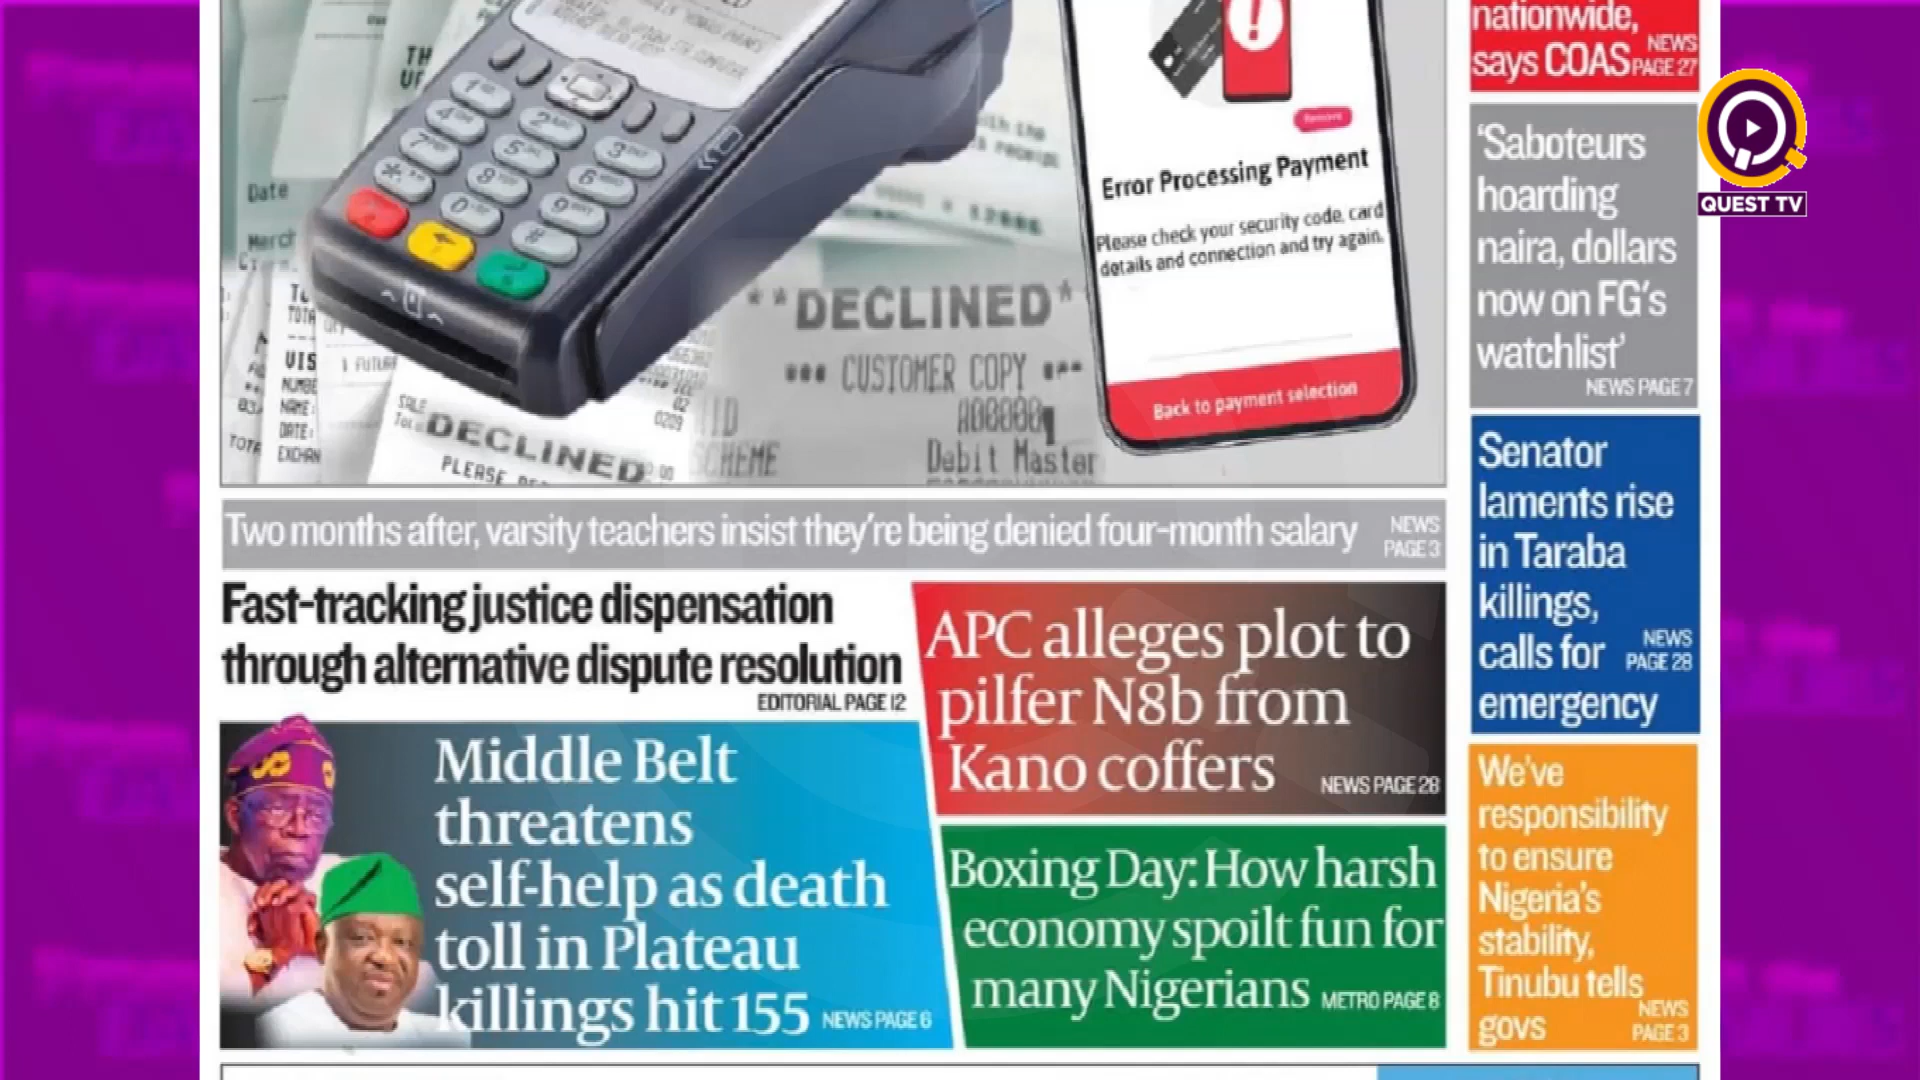 nationwide,
says COAS
NEWS
PAGE 27
QUEST TV
'Saboteurs
hoarding
naira, dollars
now on FG's
watchlist'
NEWS PAGE 7
Senator
laments rise
in Taraba
killings,
calls for
emergency
NEWS
PAGE 28
We've
responsibility
to ensure
Nigeria's
stability,
Tinubu tells
govs
NEWS
PAGE 3
Date
Error Processing Payment
Please check your security code, card
details and connection and try again.
Back to payment selection
**DECLINED*
*** CUSTOMER COPY ***
Debit Master
SALE
DECLINED
Two months after, varsity teachers insist they're being denied four-month salary
NEWS
PAGE 3
Fast-tracking justice dispensation
through alternative dispute resolution
EDITORIAL PAGE 12
APC alleges plot to
pilfer N8b from
Kano coffers
NEWS PAGE 28
Middle Belt
threatens
self-help as death
toll in Plateau
killings hit 155
NEWS PAGE 6
Boxing Day: How harsh
economy spoilt fun for
many Nigerians
METRO PAGE 8